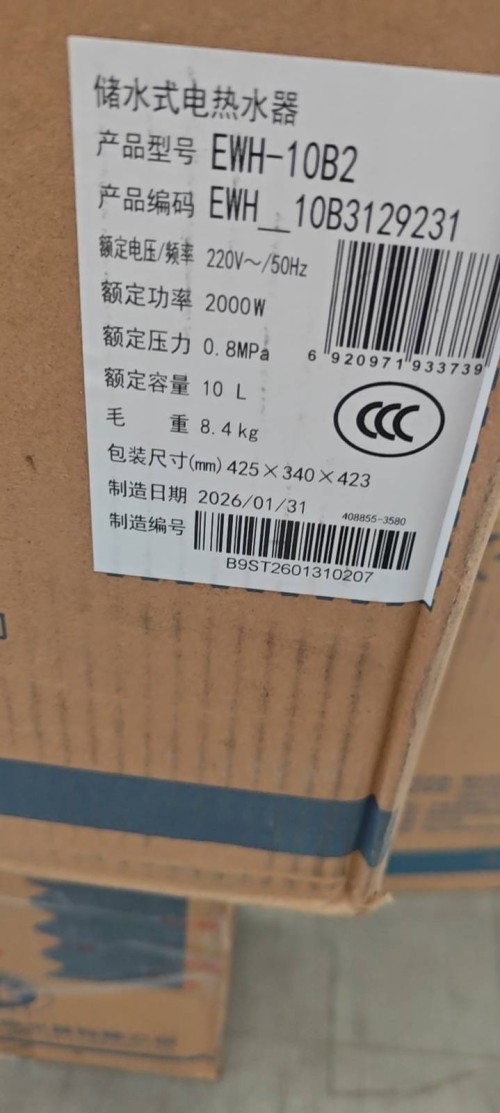 储水式电热水器
产品型号 EWH-10B2
产品编码 EWH__10B3129231
额定电压/频率 220V～/50Hz
额定功率 2000W
额定压力 0.8MPa
6 920971 933739
额定容量 10 L
CCC
毛 重 8.4kg
包装尺寸(mm) 425×340×423
制造日期 2026/01/31
408855-3580
制造编号
B9ST2601310207